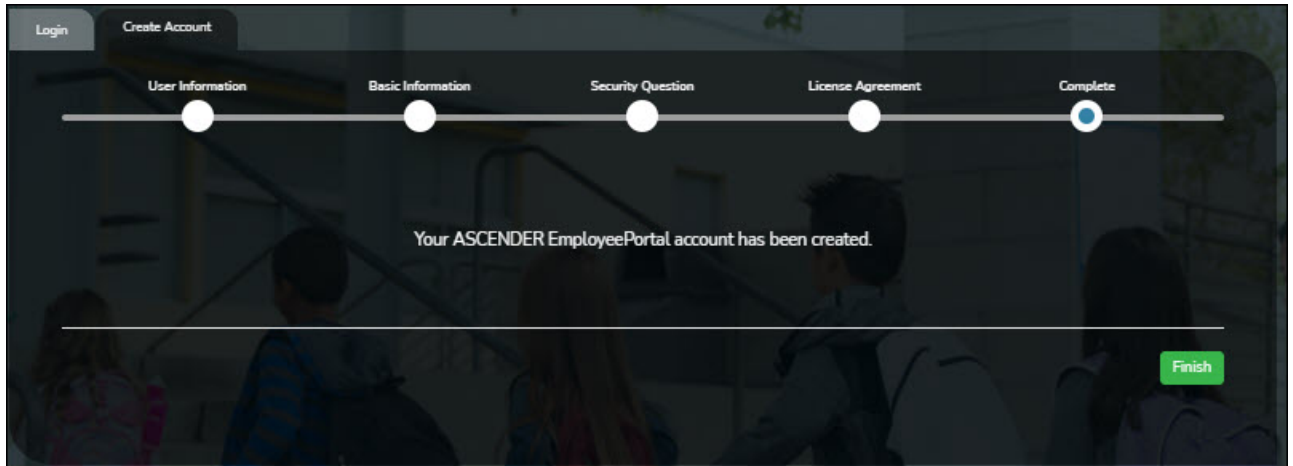 Login
Create Account
User Information
Basic Information
Security Question
License Agreement
Complete
Your ASCENDER EmployeePortal account has been created.
Finish